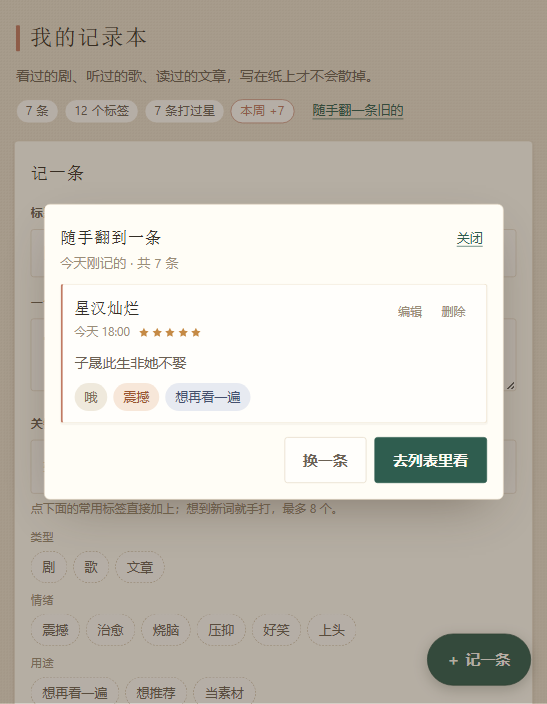 我的记录本
看过的剧、听过的歌、读过的文章，写在纸上才不会散掉。
7 条 12 个标签 7 条打过星 本周 +7 随手翻一条旧的
记一条
标
随手翻到一条 关闭
今天刚记的 · 共 7 条
一
星汉灿烂 编辑 删除
今天 18:00 ★★★★★
子晟此生非她不娶
哦 震撼 想再看一遍
关
换一条 去列表里看
点下面的常用标签直接加上；想到新词就手打，最多 8 个。
类型
剧 歌 文章
情绪
震撼 治愈 烧脑 压抑 好笑 上头
用途
想再看一遍 想推荐 当素材
+ 记一条